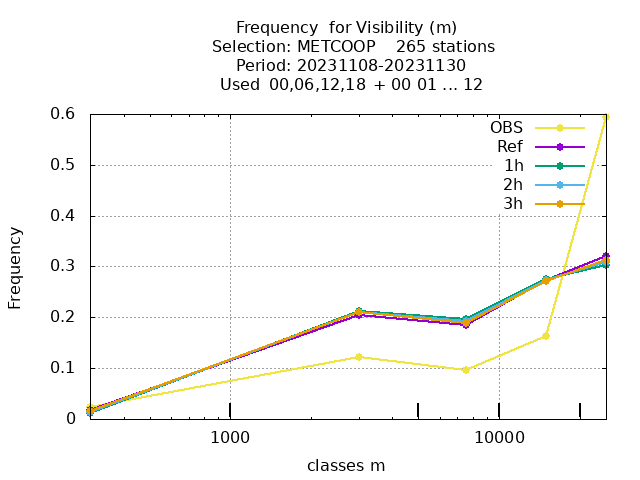 Frequency  for Visibility (m)
Selection: METCOOP    265 stations
Period: 20231108-20231130
Used  00,06,12,18  + 00 01 ... 12
0.6
0.5
0.4
0.3
0.2
0.1
0
Frequency
OBS
Ref
1h
2h
3h
1000
10000
classes m